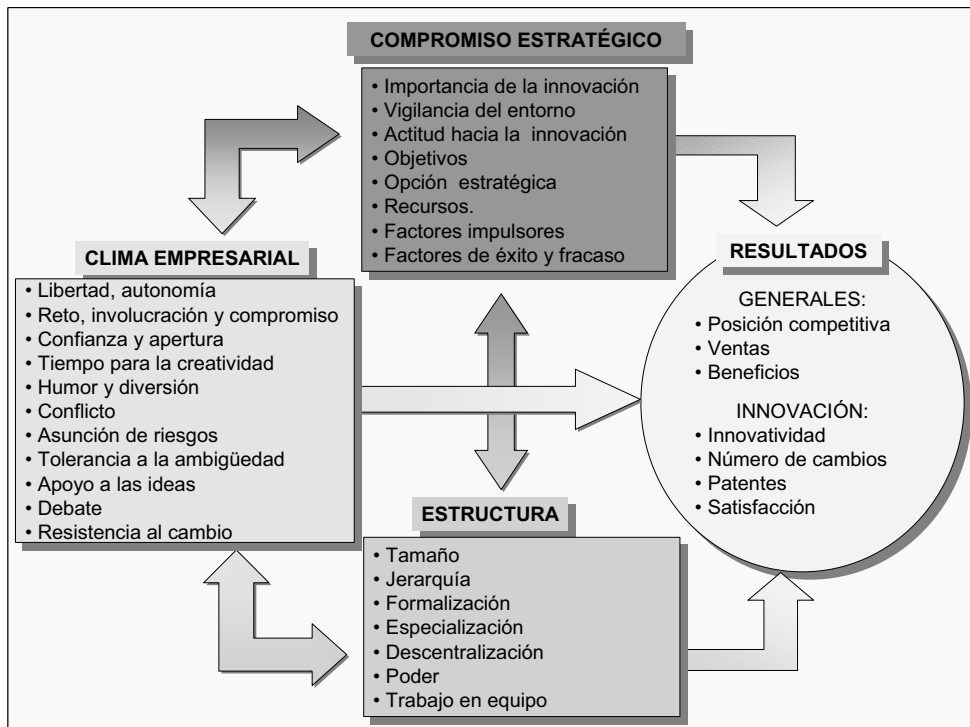 COMPROMISO ESTRATÉGICO
• Importancia de la innovación
• Vigilancia del entorno
• Actitud hacia la innovación
• Objetivos
• Opción estratégica
• Recursos.
• Factores impulsores
• Factores de éxito y fracaso
CLIMA EMPRESARIAL
• Libertad, autonomía
• Reto, involucración y compromiso
• Confianza y apertura
• Tiempo para la creatividad
• Humor y diversión
• Conflicto
• Asunción de riesgos
• Tolerancia a la ambigüedad
• Apoyo a las ideas
• Debate
• Resistencia al cambio
RESULTADOS
GENERALES:
• Posición competitiva
• Ventas
• Beneficios
INNOVACIÓN:
• Innovatividad
• Número de cambios
• Patentes
• Satisfacción
ESTRUCTURA
• Tamaño
• Jerarquía
• Formalización
• Especialización
• Descentralización
• Poder
• Trabajo en equipo